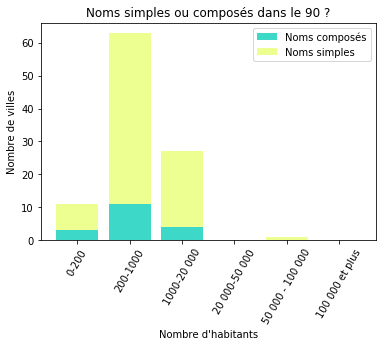 Noms simples ou composés dans le 90 ?
Noms composés
Noms simples
Nombre de villes
60
50
40
30
20
10
0
0-200
200-1000
1000-20 000
20 000-50 000
50 000 - 100 000
100 000 et plus
Nombre d'habitants